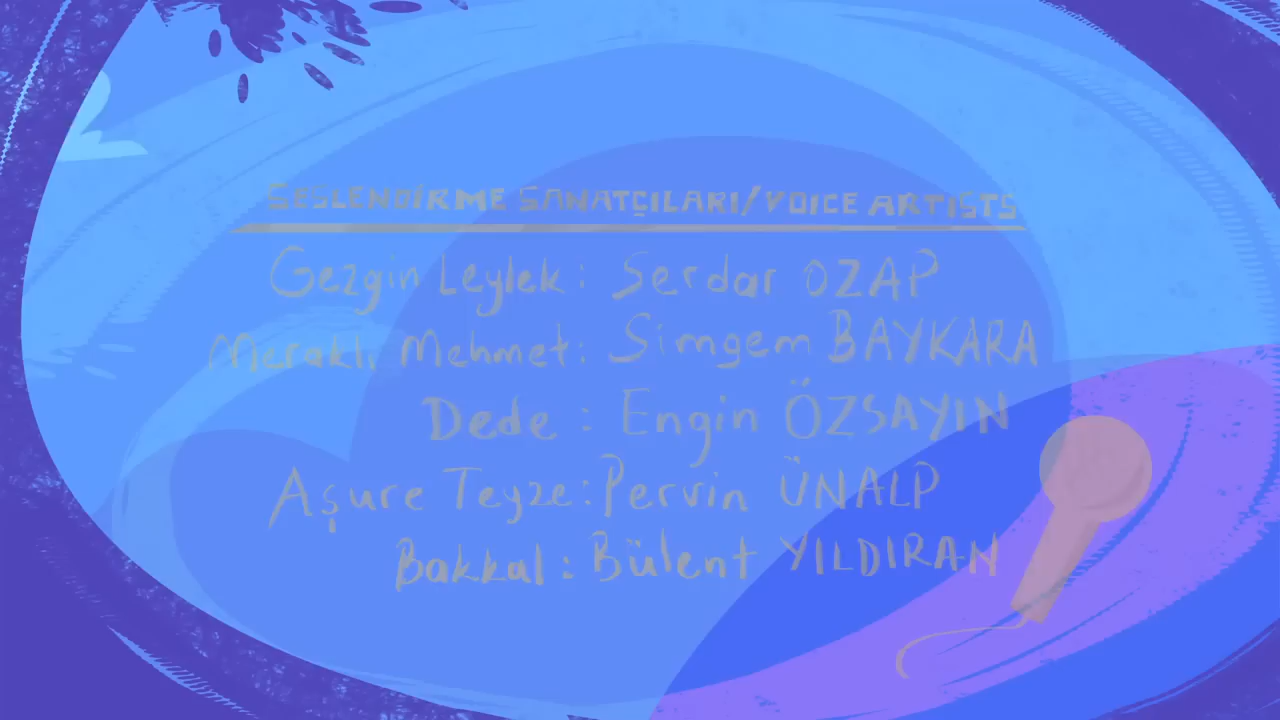 SESLENDİRME SANATÇILARI/VOICE ARTISTS
Gezgin Leylek: Serdar OZAP
Meraklı Mehmet: Simgem BAYKARA
Dede : Engin ÖZSAYIN
Aşure Teyze: Pervin ÜNALP
Bakkal : Bülent YILDIRAN